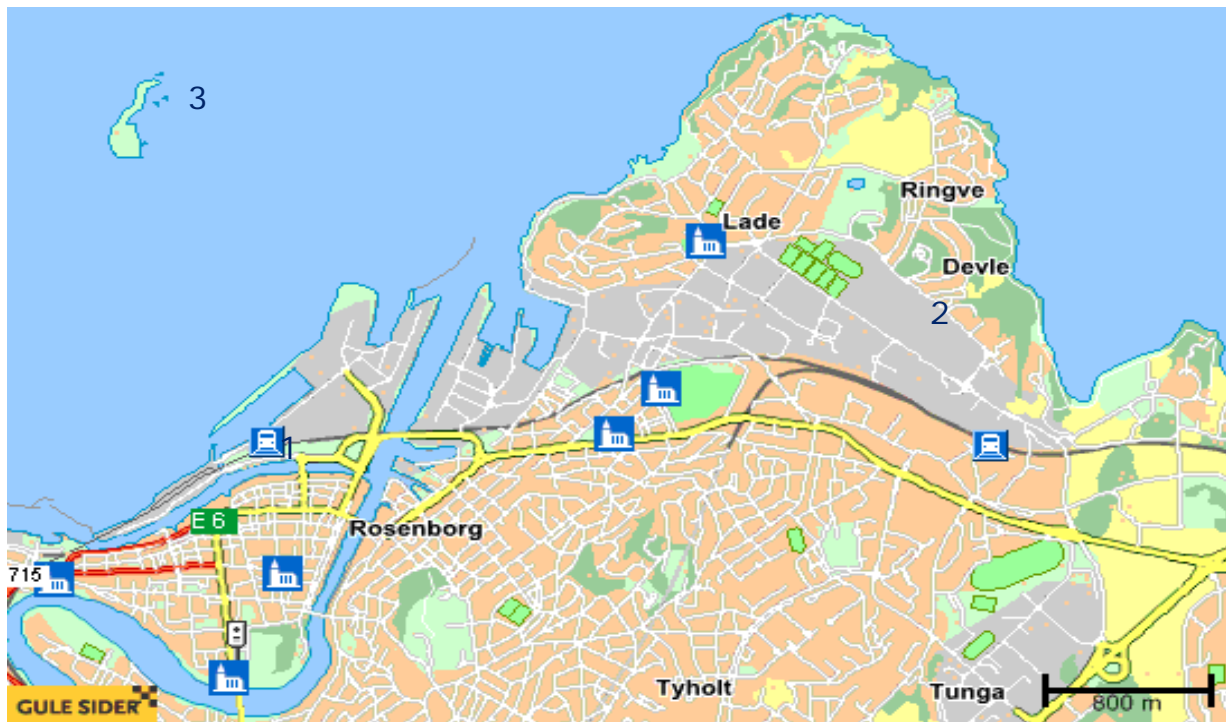 3
Ringve
Lade
Devle
2
1
E 6
Rosenborg
715
Tyholt
Tunga
800 m
GULE SIDER